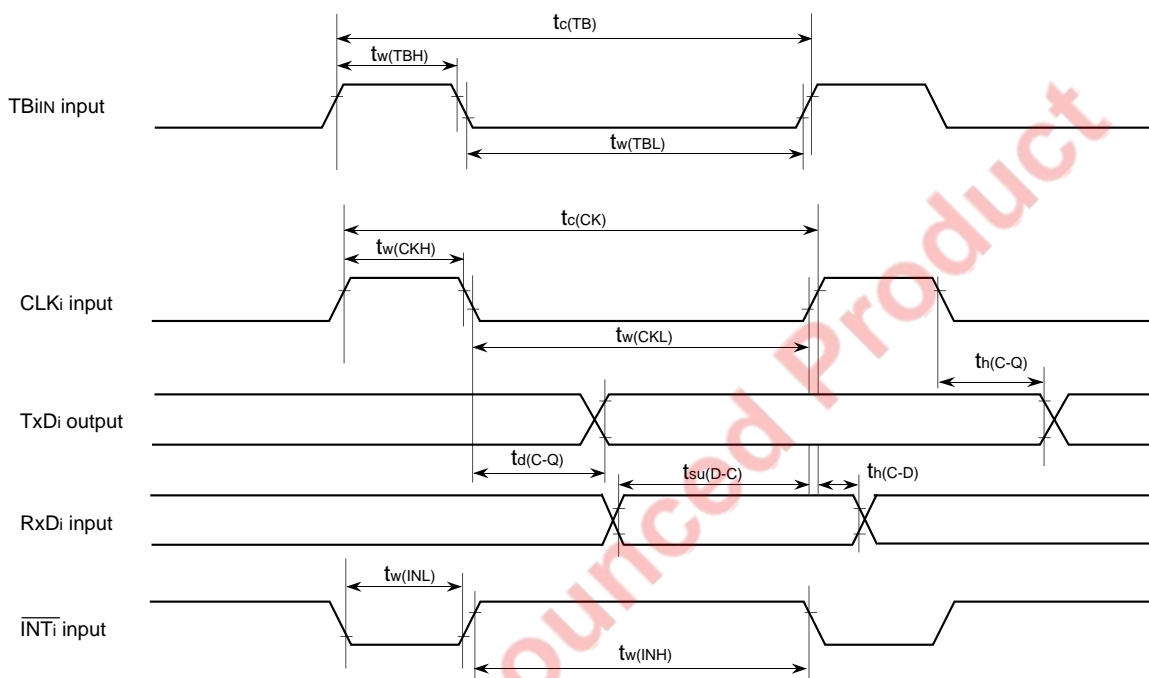 tc(TB)
tw(TBH)
TBiIN input
tw(TBL)
tc(CK)
tw(CKH)
CLKi input
tw(CKL)
th(C-Q)
TxDi output
td(C-Q)
tsu(D-C)
th(C-D)
RxDi input
tw(INL)
INTi input
tw(INH)
ounced Product